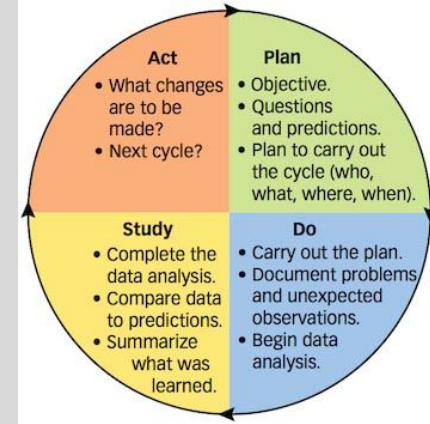 Act
• What changes
are to be
made?
• Next cycle?
Plan
• Objective.
• Questions
and predictions.
• Plan to carry out
the cycle (who,
what, where, when).
Study
• Complete the
data analysis.
• Compare data
to predictions.
• Summarize
what was
learned.
Do
• Carry out the plan.
• Document problems
and unexpected
observations.
• Begin data
analysis.